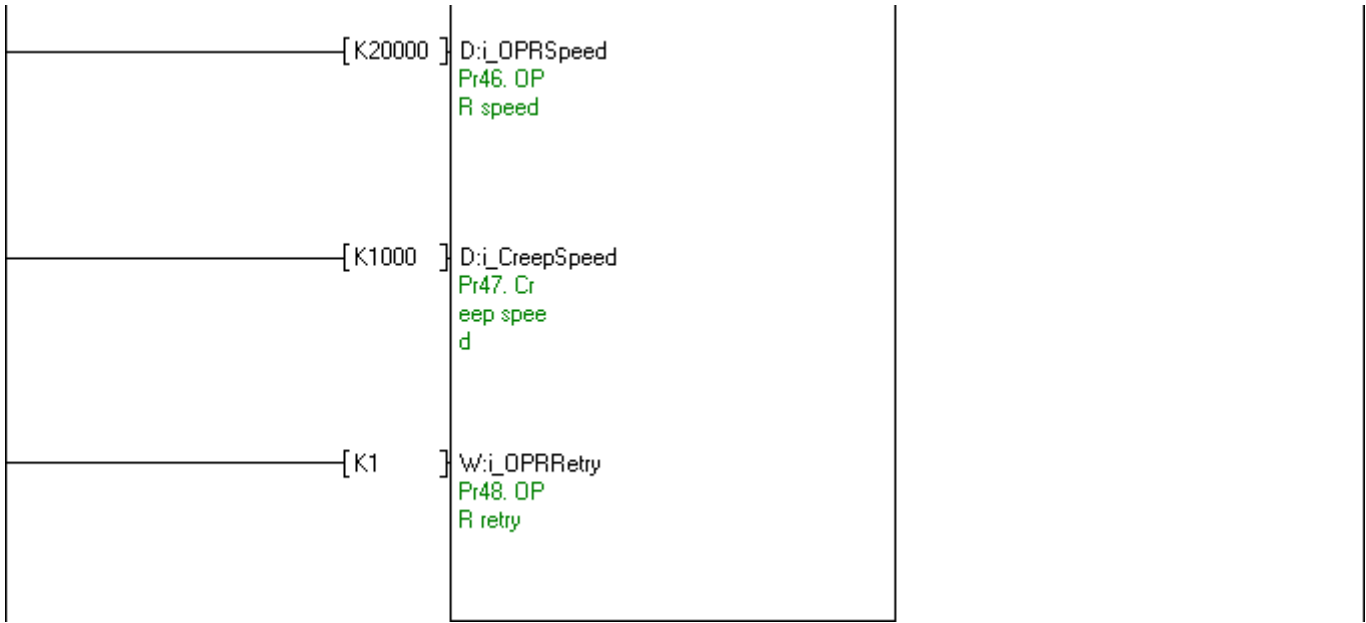 [ K20000 ] D:i_OPRSpeed
Pr46. OP
R speed
[ K1000 ] D:i_CreepSpeed
Pr47. Cr
eep spee
d
[ K1 ] W:i_OPRRetry
Pr48. OP
R retry